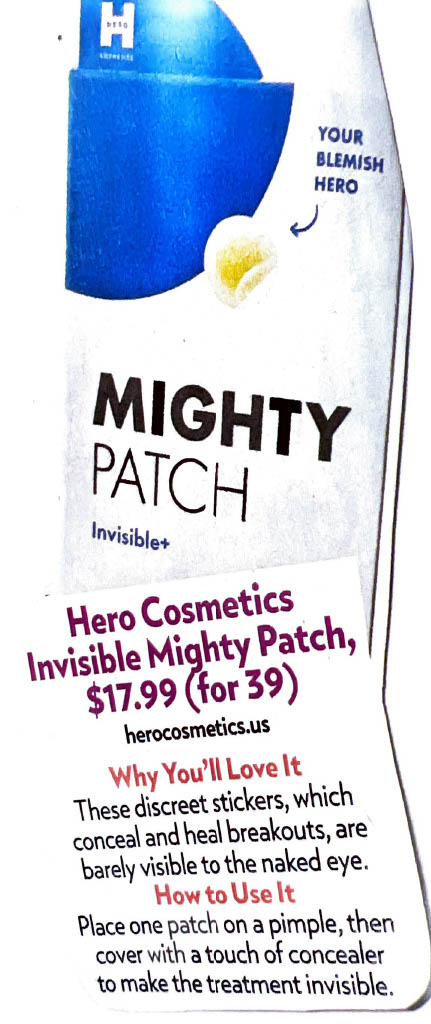 H
HERO
COSMETICS
YOUR
BLEMISH
HERO
MIGHTY
PATCH
Invisible+
Hero Cosmetics
Invisible Mighty Patch,
$17.99 (for 39)
herocosmetics.us
Why You'll Love It
These discreet stickers, which
conceal and heal breakouts, are
barely visible to the naked eye.
How to Use It
Place one patch on a pimple, then
cover with a touch of concealer
to make the treatment invisible.